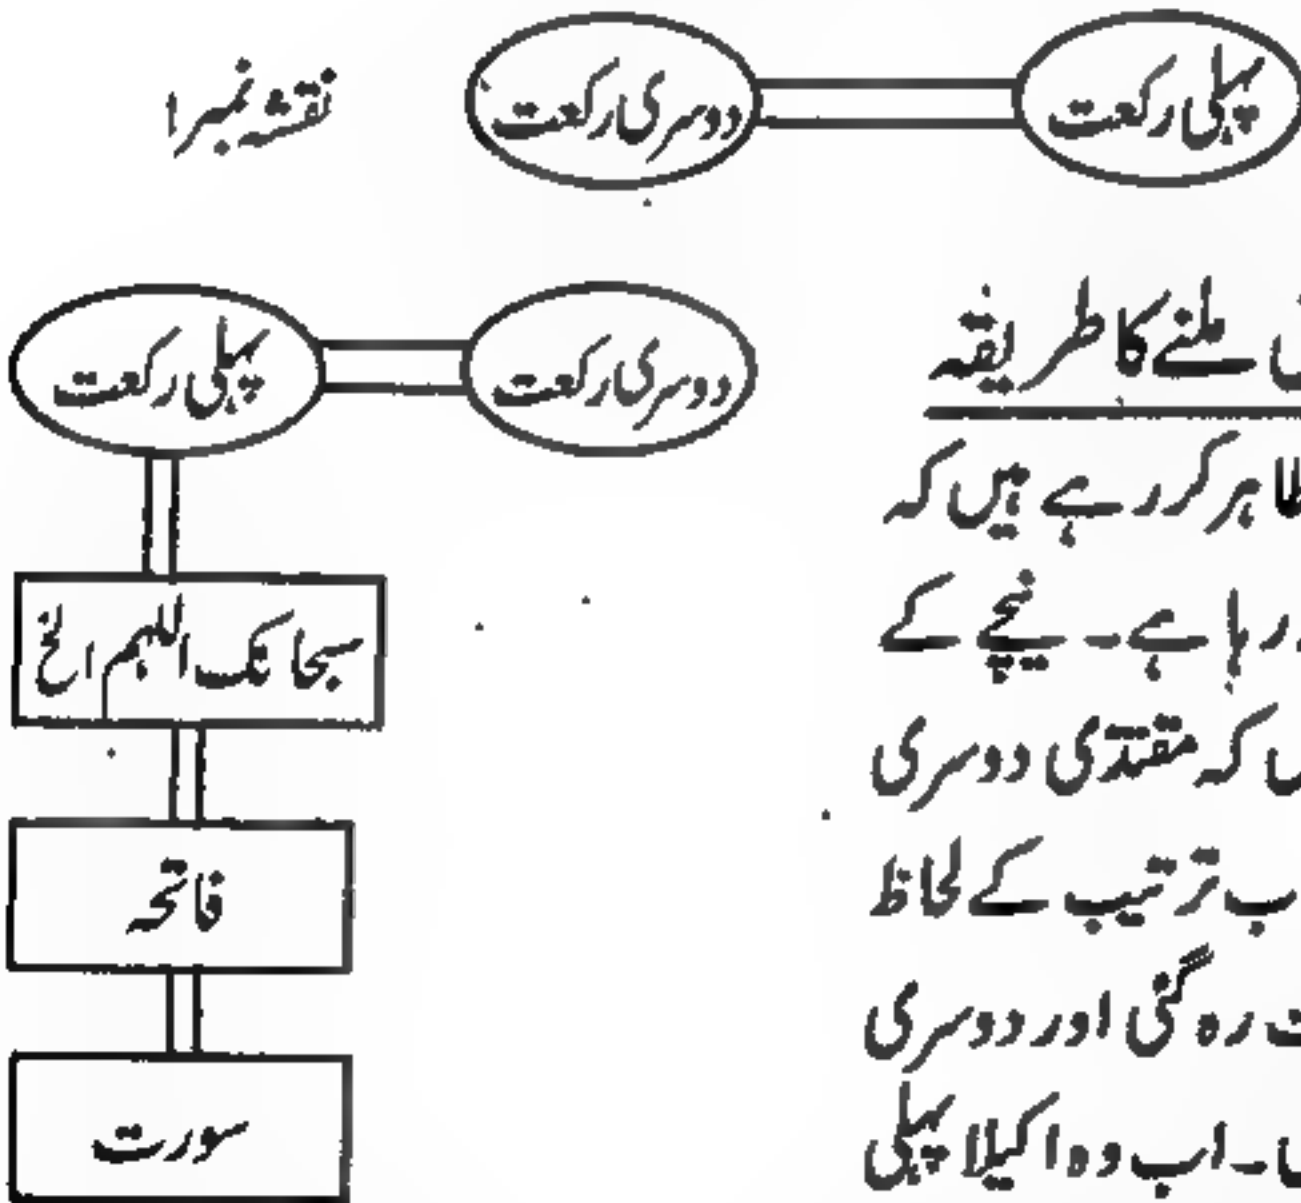 پہلی رکعت دوسری رکعت نقشہ نمبر ۱
ملنے کا طریقہ
دوسری رکعت پہلی رکعت
کر رہے ہیں کہ
سبحانک اللہم الخ
رہا ہے۔ نیچے کے
کہ مقتدی دوسری
فاتحہ
ترتیب کے لحاظ
رہ گئی اور دوسری
سورت
۔ اب وہ اکیلا پہلی